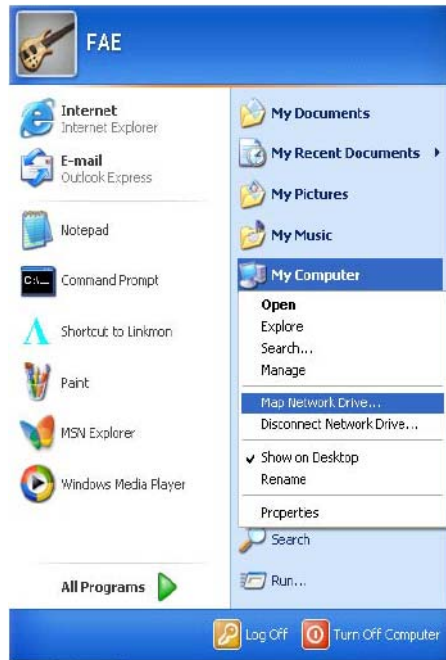 FAE
Internet
Internet Explorer
E-mail
Outlook Express
Notepad
C:\_
Command Prompt
Shortcut to Linkmon
Paint
MSN Explorer
Windows Media Player
All Programs
My Documents
My Recent Documents
My Pictures
My Music
My Computer
Open
Explore
Search...
Manage
Map Network Drive...
Disconnect Network Drive...
Show on Desktop
Rename
Properties
Search
Run...
Log Off
Turn Off Computer